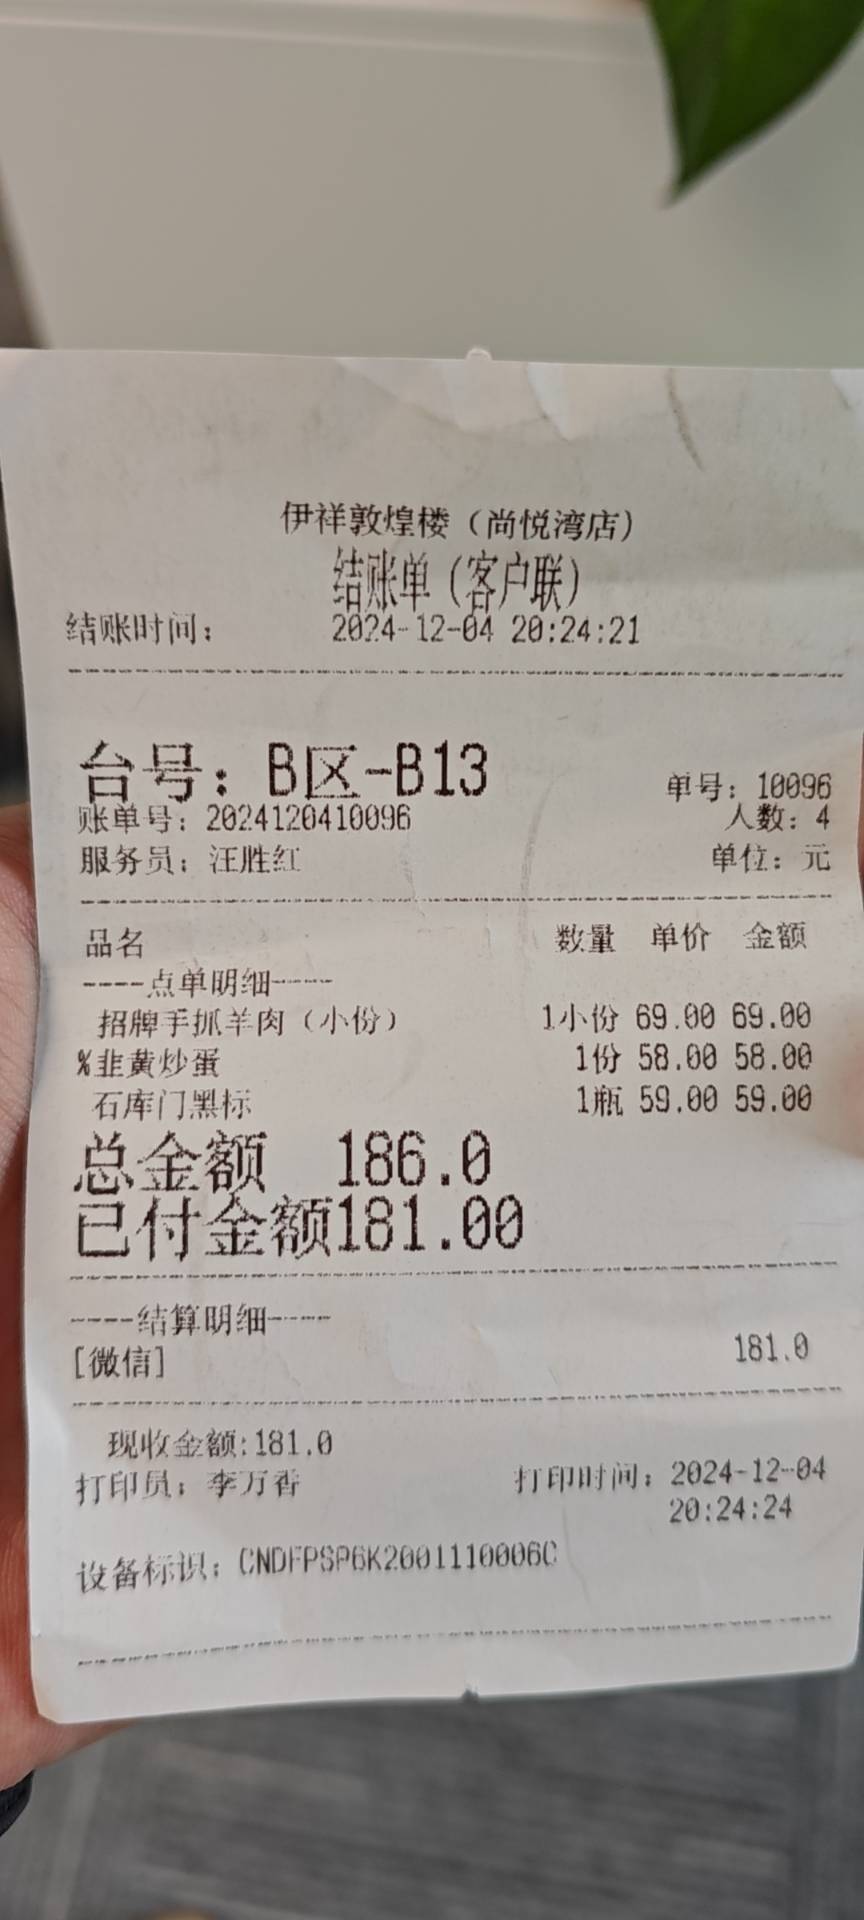 伊祥敦煌楼（尚悦湾店）
结账单（客户联）
结账时间： 2024-12-04 20:24:21
台号：B区-B13 单号：10096
账单号：2024120410096 人数：4
服务员：汪胜红 单位：元
品名 数量 单价 金额
----点单明细----
招牌手抓羊肉（小份） 1小份 69.00 69.00
%韭黄炒蛋 1份 58.00 58.00
石库门黑标 1瓶 59.00 59.00
总金额 186.0
已付金额181.00
----结算明细----
[微信] 181.0
现收金额:181.0
打印员：李万香 打印时间：2024-12-04
20:24:24
设备标识：CNDFPSP6K2001110006C